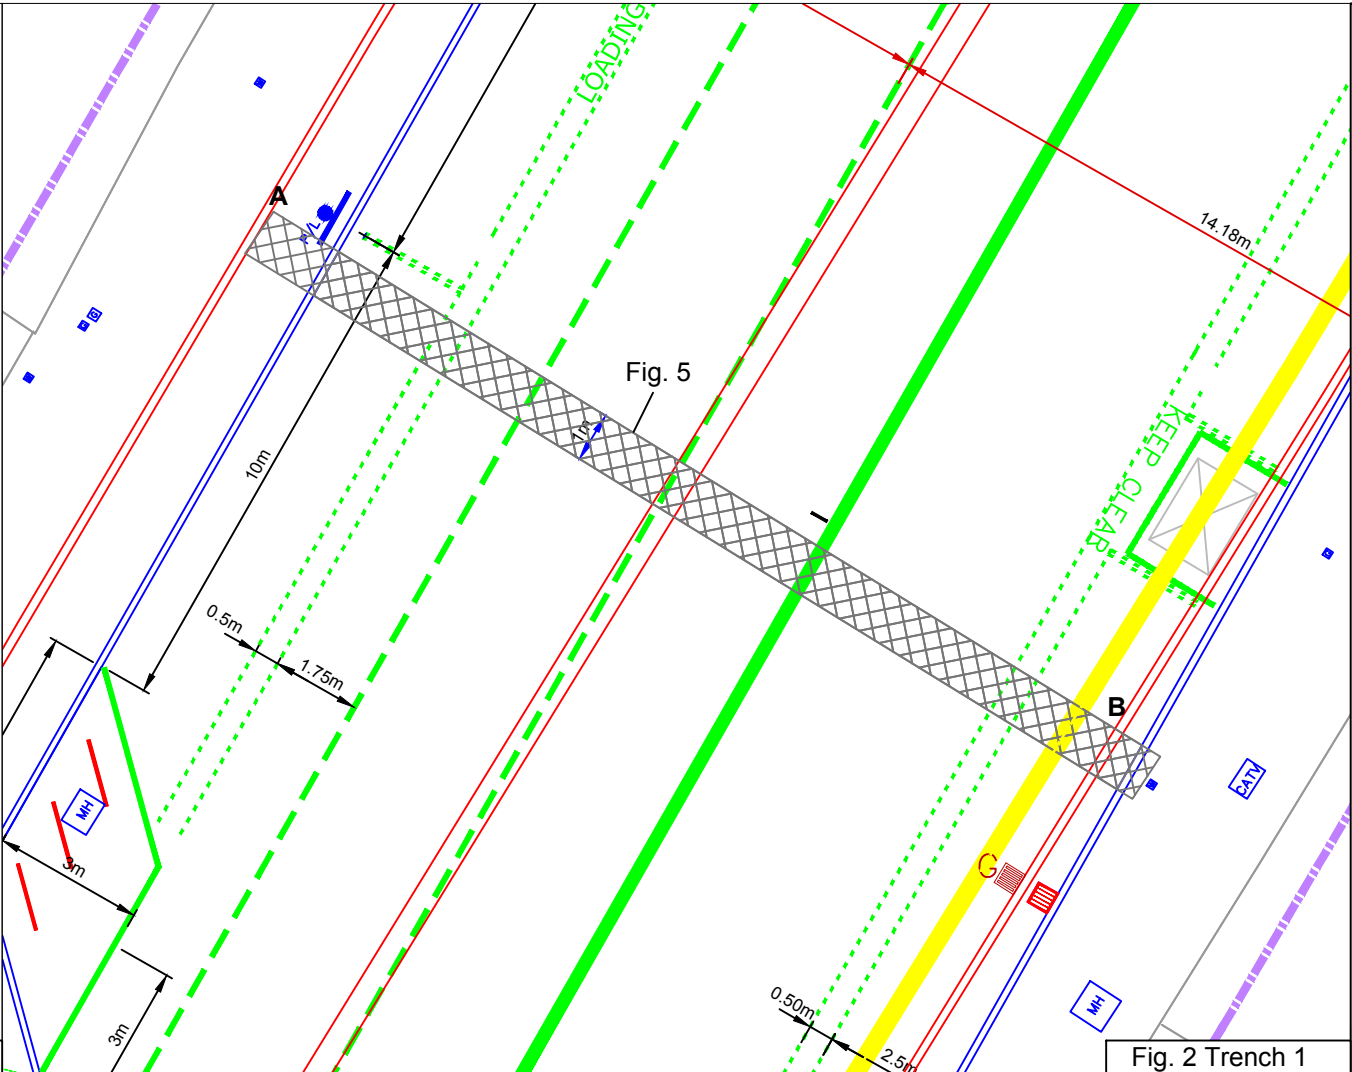 LOADING
A
14.18m
Fig. 5
1m
10m
KEEP CLEAR
0.5m
1.75m
B
CATV
MH
3m
G
0.50m
MH
3m
2.5m
Fig. 2 Trench 1